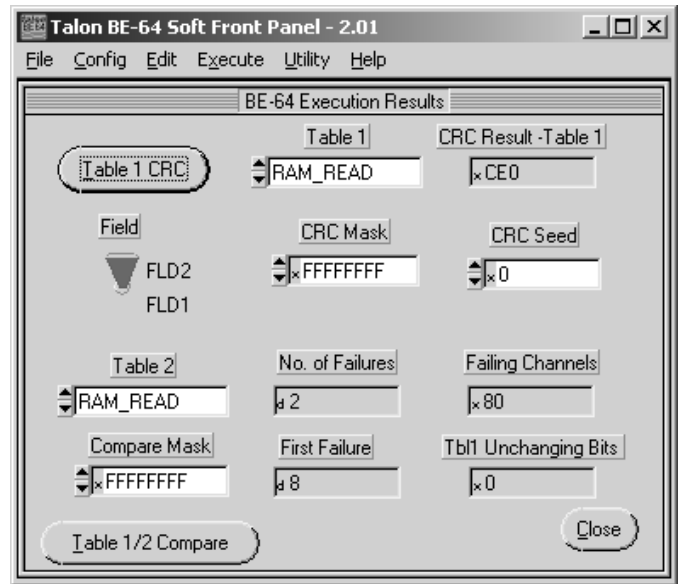 Talon BE-64 Soft Front Panel - 2.01
File Config Edit Execute Utility Help
BE-64 Execution Results
Table 1 CRC
Table 1
RAM_READ
CRC Result -Table 1
x CE0
Field
FLD2
FLD1
CRC Mask
x FFFFFFFF
CRC Seed
x 0
Table 2
RAM_READ
No. of Failures
d 2
Failing Channels
x 80
Compare Mask
x FFFFFFFF
First Failure
d 8
Tbl1 Unchanging Bits
x 0
Table 1/2 Compare
Close